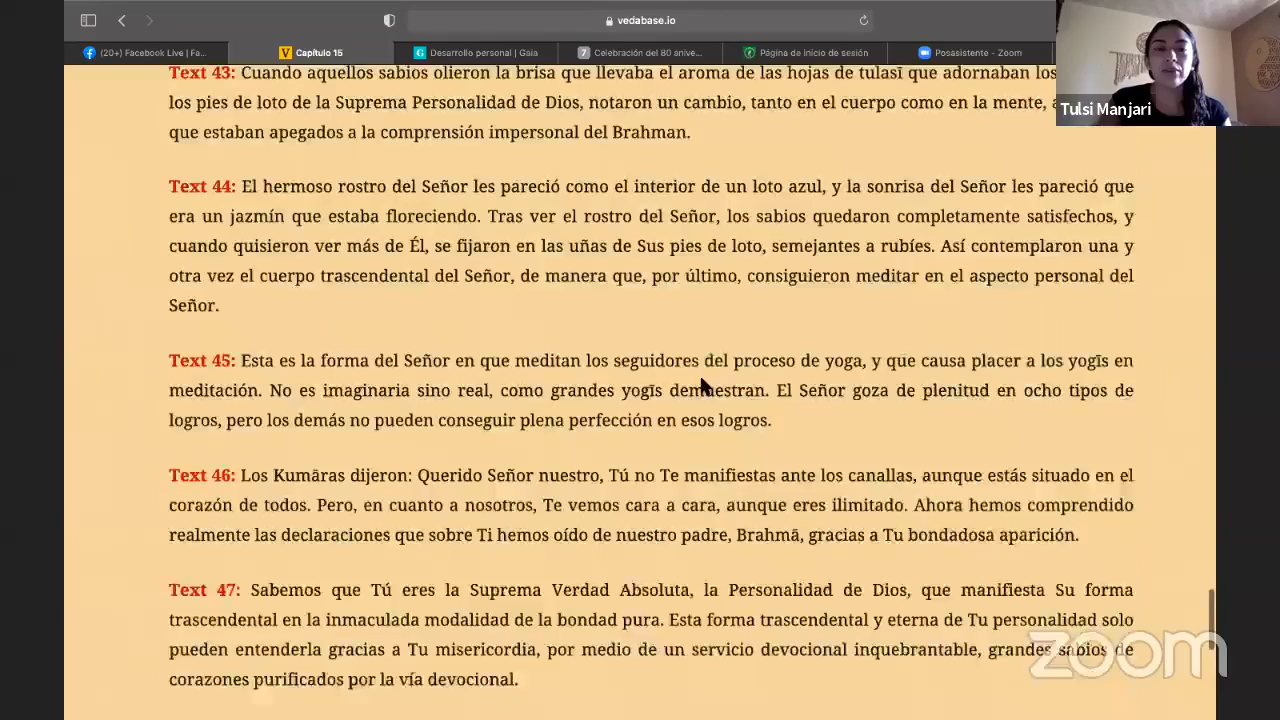 vedabase.io
(20+) Facebook Live | Fa...
Capítulo 15
Desarrollo personal | Gaia
Celebración del 80 anive...
Página de inicio de sesión
Posasistente - Zoom
Tulsi Manjari
Text 43: Cuando aquellos sabios olieron la brisa que llevaba el aroma de las hojas de tulasī que adornaban los
los pies de loto de la Suprema Personalidad de Dios, notaron un cambio, tanto en el cuerpo como en la mente,
que estaban apegados a la comprensión impersonal del Brahman.
Text 44: El hermoso rostro del Señor les pareció como el interior de un loto azul, y la sonrisa del Señor les pareció que
era un jazmín que estaba floreciendo. Tras ver el rostro del Señor, los sabios quedaron completamente satisfechos, y
cuando quisieron ver más de Él, se fijaron en las uñas de Sus pies de loto, semejantes a rubíes. Así contemplaron una y
otra vez el cuerpo trascendental del Señor, de manera que, por último, consiguieron meditar en el aspecto personal del
Señor.
Text 45: Esta es la forma del Señor en que meditan los seguidores del proceso de yoga, y que causa placer a los yogīs en
meditación. No es imaginaria sino real, como grandes yogīs demuestran. El Señor goza de plenitud en ocho tipos de
logros, pero los demás no pueden conseguir plena perfección en esos logros.
Text 46: Los Kumāras dijeron: Querido Señor nuestro, Tú no Te manifiestas ante los canallas, aunque estás situado en el
corazón de todos. Pero, en cuanto a nosotros, Te vemos cara a cara, aunque eres ilimitado. Ahora hemos comprendido
realmente las declaraciones que sobre Ti hemos oído de nuestro padre, Brahmā, gracias a Tu bondadosa aparición.
Text 47: Sabemos que Tú eres la Suprema Verdad Absoluta, la Personalidad de Dios, que manifiesta Su forma
trascendental en la inmaculada modalidad de la bondad pura. Esta forma trascendental y eterna de Tu personalidad solo
pueden entenderla gracias a Tu misericordia, por medio de un servicio devocional inquebrantable, grandes sabios de
corazones purificados por la vía devocional.
zoom